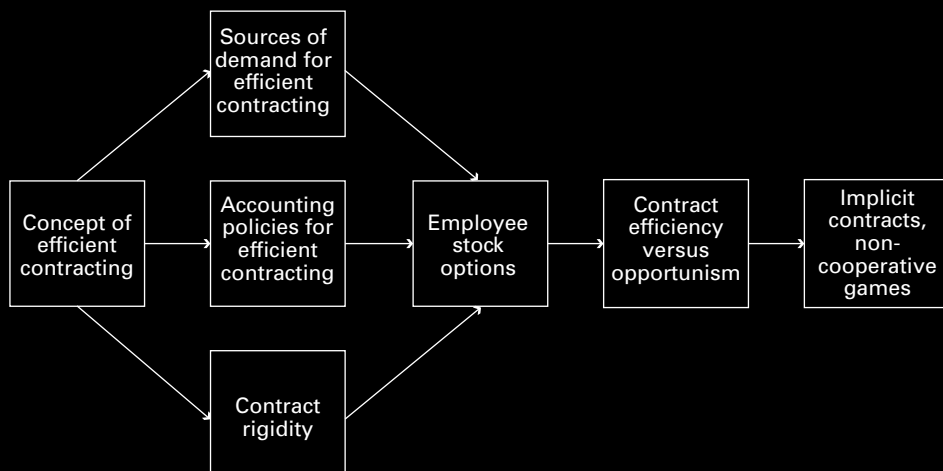 Concept of
efficient
contracting
Sources of
demand for
efficient
contracting
Accounting
policies for
efficient
contracting
Contract
rigidity
Employee
stock
options
Contract
efficiency
versus
opportunism
Implicit
contracts,
non-
cooperative
games